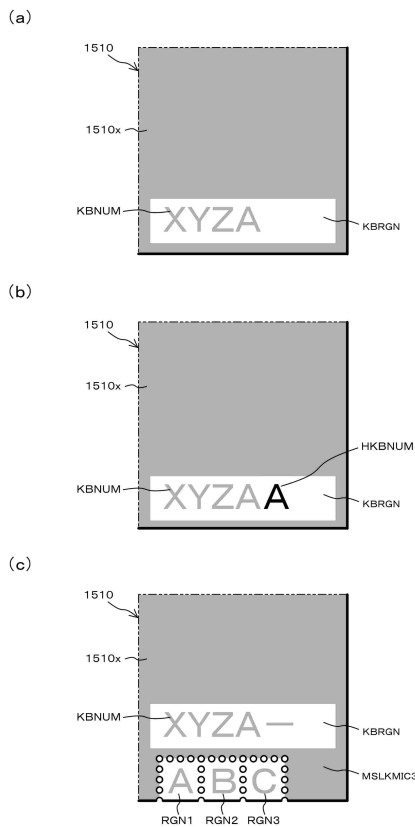 (a)
1510
1510x
KBNUM
XYZA
KBRGN
(b)
1510
1510x
HKBNUM
KBNUM
XYZAA
KBRGN
(c)
1510
1510x
KBNUM
XYZA—
KBRGN
ABC
MSLKMIC3
RGN1 RGN2 RGN3